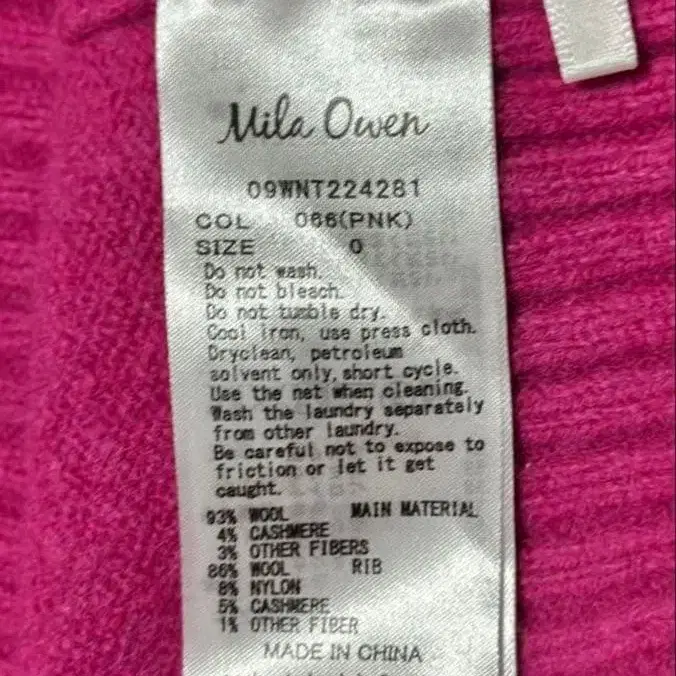 Mila Owen
09WNT224281
COL 066(PNK)
SIZE 0
Do not wash.
Do not bleach.
Do not tumble dry.
Cool iron, use press cloth.
Dryclean, petroleum
solvent only, short cycle.
Use the net when cleaning.
Wash the laundry separately
from other laundry.
Be careful not to expose to
friction or let it get
caught.
93% WOOL MAIN MATERIAL
4% CASHMERE
3% OTHER FIBERS
86% WOOL RIB
8% NYLON
5% CASHMERE
1% OTHER FIBER
MADE IN CHINA